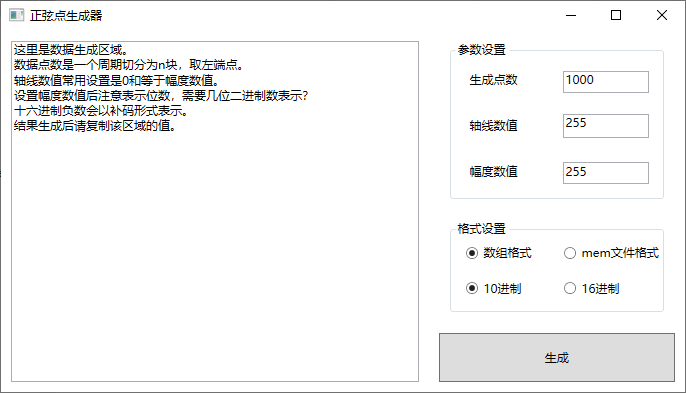 正弦点生成器
这里是数据生成区域。
数据点数是一个周期切分为n块，取左端点。
轴线数值常用设置是0和等于幅度数值。
设置幅度数值后注意表示位数，需要几位二进制数表示？
十六进制负数会以补码形式表示。
结果生成后请复制该区域的值。
参数设置
生成点数 1000
轴线数值 255
幅度数值 255
格式设置
数组格式 mem文件格式
10进制 16进制
生成